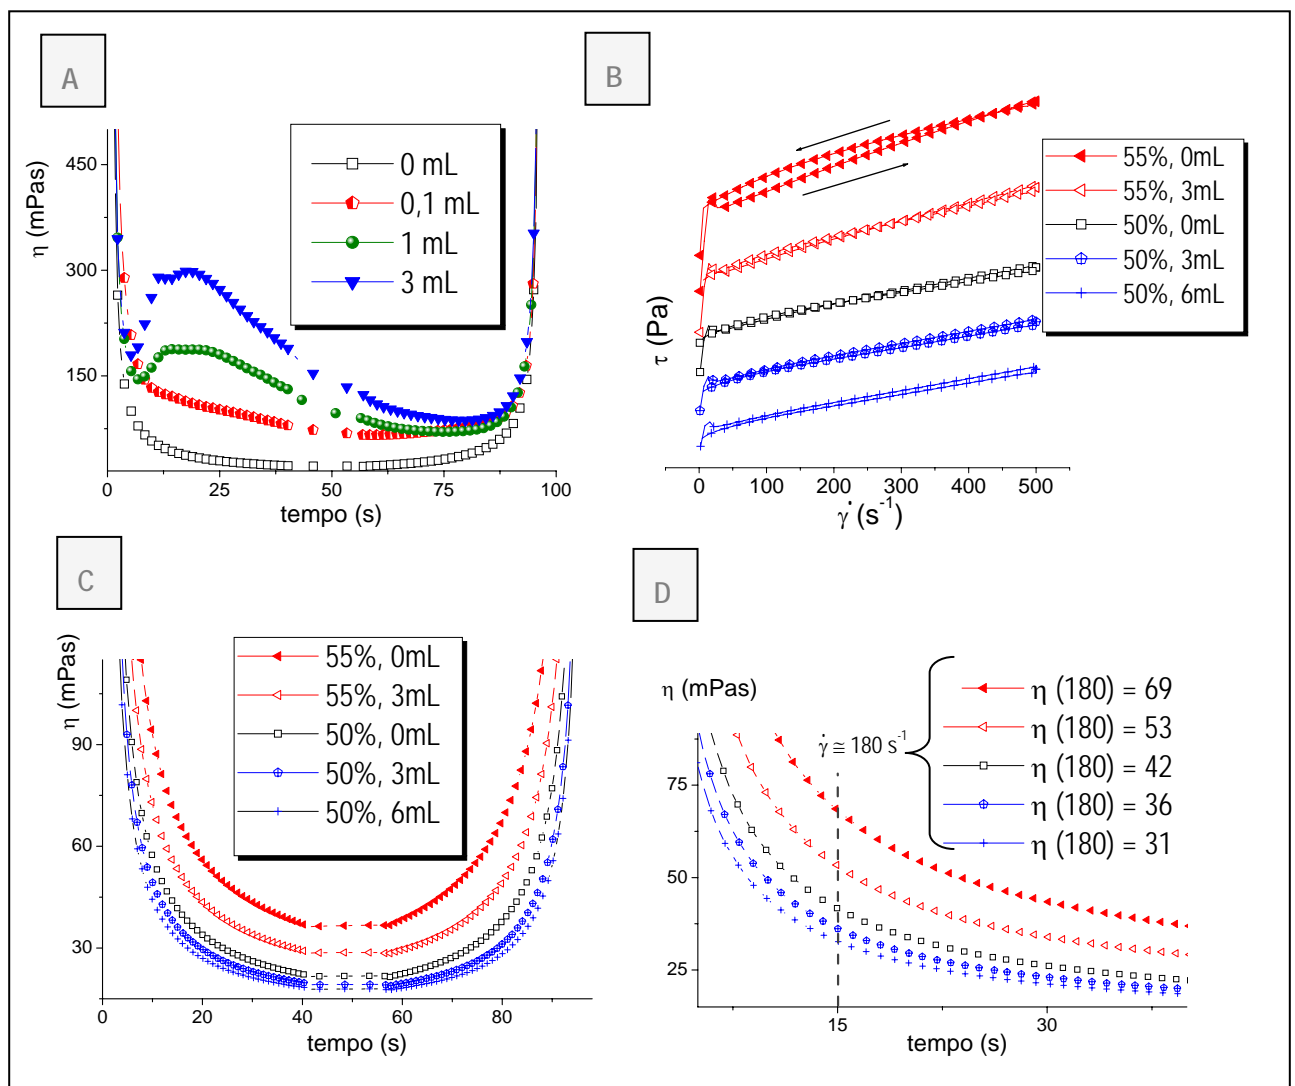 A
η (mPas)
450
300
150
0 mL
0,1 mL
1 mL
3 mL
0
25
50
75
100
tempo (s)
B
τ (Pa)
55%, 0mL
55%, 3mL
50%, 0mL
50%, 3mL
50%, 6mL
0
100
200
300
400
500
γ̇ (s⁻¹)
C
η (mPas)
90
60
30
55%, 0mL
55%, 3mL
50%, 0mL
50%, 3mL
50%, 6mL
0
20
40
60
80
tempo (s)
D
η (mPas)
75
50
25
γ̇ ≅ 180 s⁻¹
η (180) = 69
η (180) = 53
η (180) = 42
η (180) = 36
η (180) = 31
15
30
tempo (s)